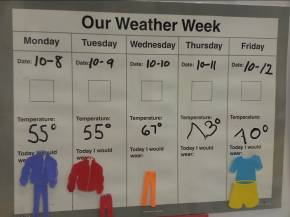 Our Weather Week
Monday Tuesday Wednesday Thursday Friday
Date: 10-8 Date: 10-9 Date: 10-10 Date: 10-11 Date: 10-12
Temperature: Temperature: Temperature: Temperature: Temperature:
55° 55° 67° 73° 70°
Today I would Today I would Today I would Today I would Today I would
wear: wear: wear: wear: